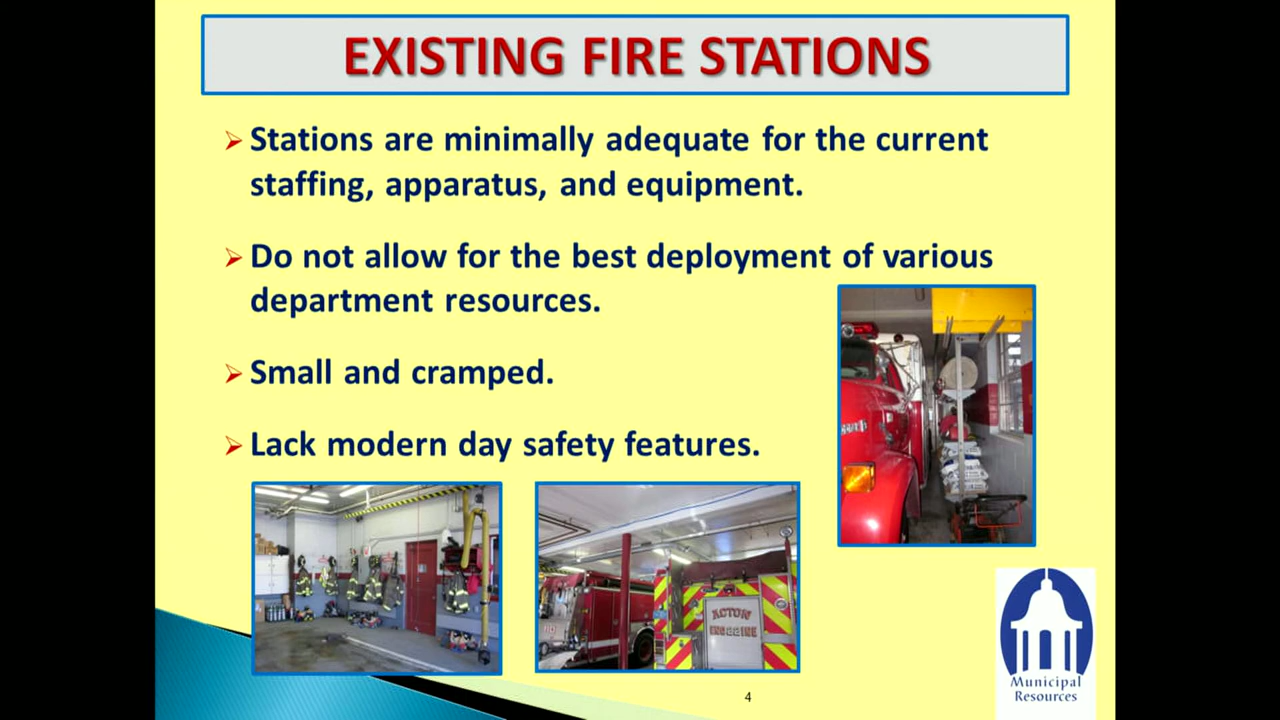 EXISTING FIRE STATIONS
Stations are minimally adequate for the current
staffing, apparatus, and equipment.
Do not allow for the best deployment of various
department resources.
Small and cramped.
Lack modern day safety features.
ACTON
ENGINE
Municipal
Resources
4